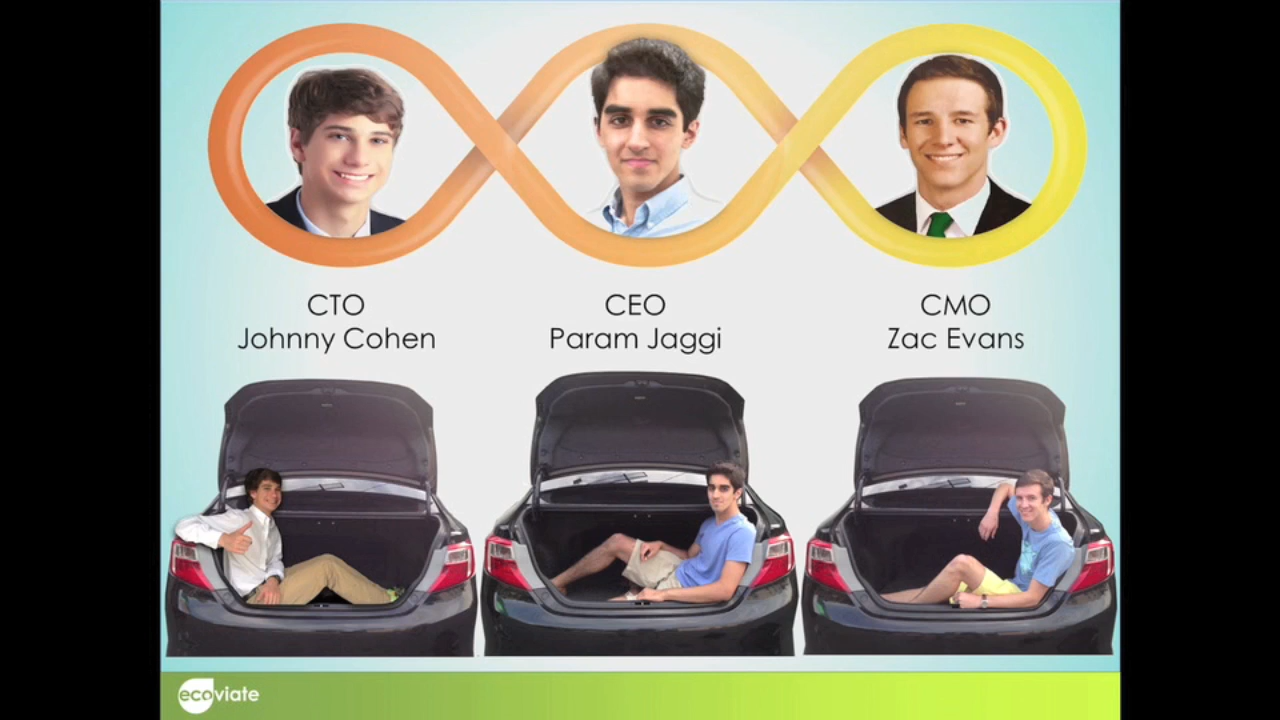 CTO
Johnny Cohen
CEO
Param Jaggi
CMO
Zac Evans
ecoviate